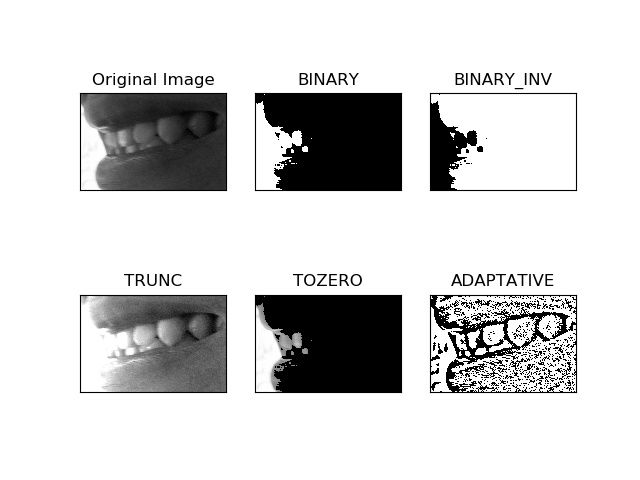 Original Image
BINARY
BINARY_INV
TRUNC
TOZERO
ADAPTATIVE